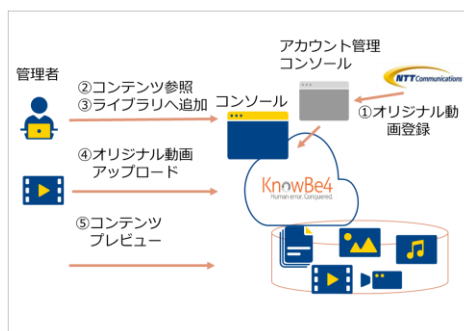 アカウント管理
コンソール
管理者
NTT Communications
②コンテンツ参照
③ライブラリへ追加
コンソール
①オリジナル動
画登録
④オリジナル動画
アップロード
KnowBe4
Human error. Conquered.
⑤コンテンツ
プレビュー